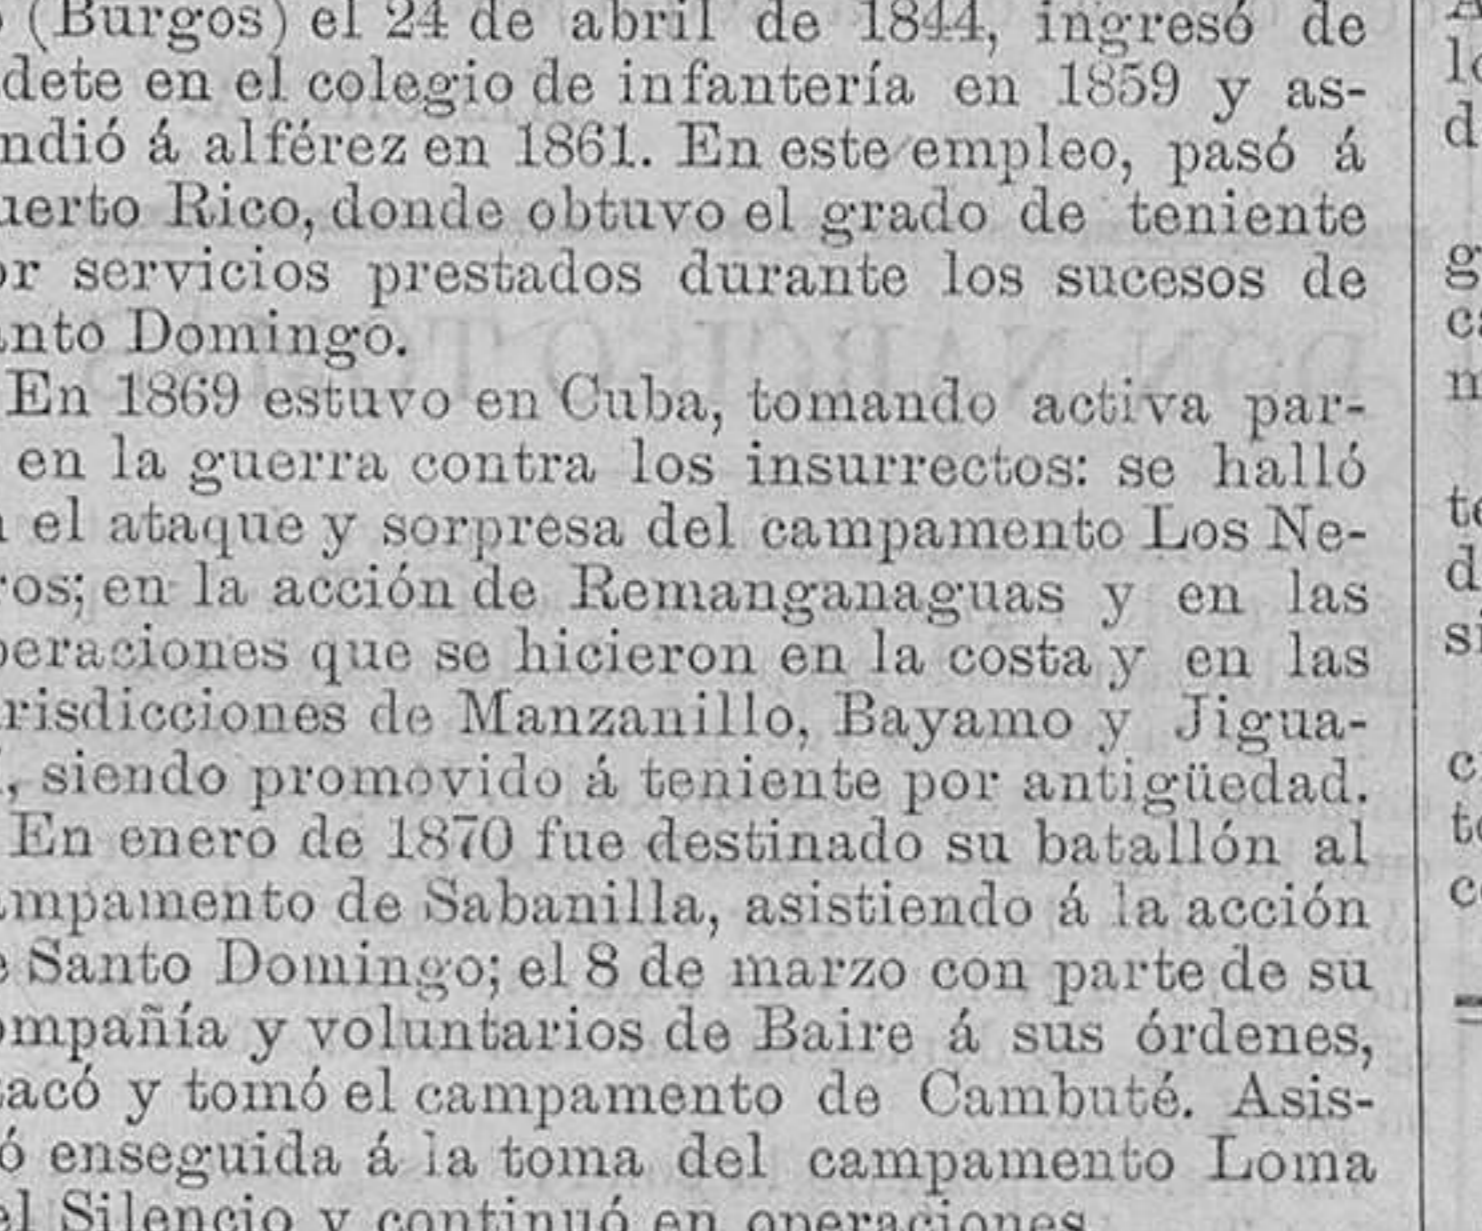 (Burgos) el 24 de abril de 1844, ingresó de
dete en el colegio de infantería en 1859 y as-
ndió á alférez en 1861. En este empleo, pasó á
uerto Rico, donde obtuvo el grado de teniente
or servicios prestados durante los sucesos de
anto Domingo.
En 1869 estuvo en Cuba, tomando activa par-
en la guerra contra los insurrectos: se halló
el ataque y sorpresa del campamento Los Ne-
ros; en la acción de Remanganaguas y en las
peraciones que se hicieron en la costa y en las
risdicciones de Manzanillo, Bayamo y Jigua-
, siendo promovido á teniente por antigüedad.
En enero de 1870 fue destinado su batallón al
ampamento de Sabanilla, asistiendo á la acción
e Santo Domingo; el 8 de marzo con parte de su
ompañía y voluntarios de Baire á sus órdenes,
tacó y tomó el campamento de Cambuté. Asis-
ó enseguida á la toma del campamento Loma
el Silencio y continuó en operaciones